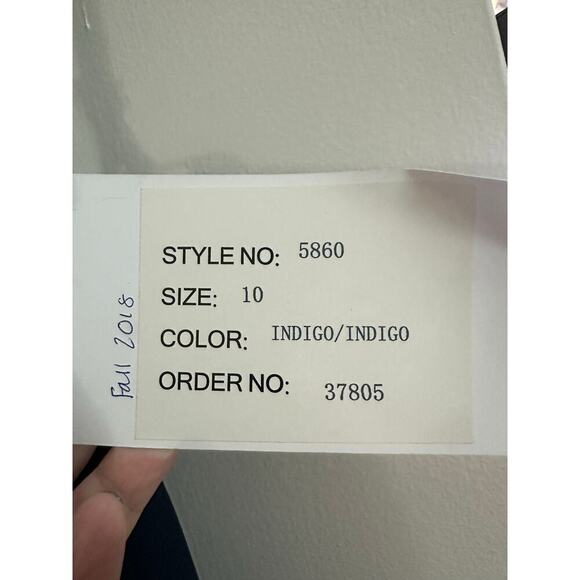 Fall 2018
STYLE NO: 5860
SIZE: 10
COLOR: INDIGO/INDIGO
ORDER NO: 37805